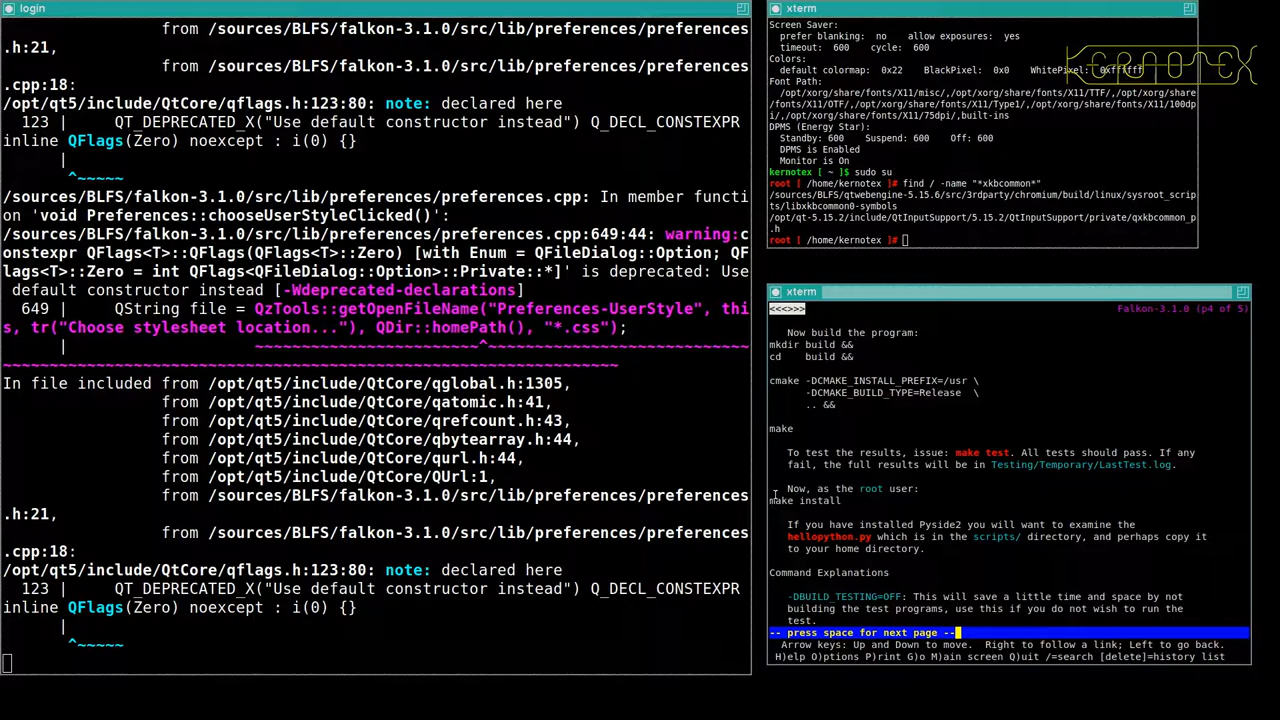 login
from /sources/BLFS/falkon-3.1.0/src/lib/preferences/preferences
.h:21,
from /sources/BLFS/falkon-3.1.0/src/lib/preferences/preferences
.cpp:18:
/opt/qt5/include/QtCore/qflags.h:123:80: note: declared here
123 |     QT_DEPRECATED_X("Use default constructor instead") Q_DECL_CONSTEXPR
inline QFlags(Zero) noexcept : i(0) {}
|
^~~~~~
/sources/BLFS/falkon-3.1.0/src/lib/preferences/preferences.cpp: In member functi
on 'void Preferences::chooseUserStyleClicked()':
/sources/BLFS/falkon-3.1.0/src/lib/preferences/preferences.cpp:649:44: warning:c
onstexpr QFlags<T>::QFlags(QFlags<T>::Zero) [with Enum = QFileDialog::Option; QF
lags<T>::Zero = int QFlags<QFileDialog::Option>::Private::*]' is deprecated: Use
default constructor instead [-Wdeprecated-declarations]
649 |     QString file = QzTools::getOpenFileName("Preferences-UserStyle", thi
s, tr("Choose stylesheet location..."), QDir::homePath(), "*.css");
|                    ~~~~~~~~~~~~~~~~~~~~~~~~^~~~~~~~~~~~~~~~~~~~~~~~~~~~~
~~~~~~~~~~~~~~~~~~~~~~~~~~~~~~~~~~~~~~~~~~~~~~~~~~~~~~~~~~~~~~~~~~
In file included from /opt/qt5/include/QtCore/qglobal.h:1305,
from /opt/qt5/include/QtCore/qatomic.h:41,
from /opt/qt5/include/QtCore/qrefcount.h:43,
from /opt/qt5/include/QtCore/qbytearray.h:44,
from /opt/qt5/include/QtCore/qurl.h:44,
from /opt/qt5/include/QtCore/QUrl:1,
from /sources/BLFS/falkon-3.1.0/src/lib/preferences/preferences
.h:21,
from /sources/BLFS/falkon-3.1.0/src/lib/preferences/preferences
.cpp:18:
/opt/qt5/include/QtCore/qflags.h:123:80: note: declared here
123 |     QT_DEPRECATED_X("Use default constructor instead") Q_DECL_CONSTEXPR
inline QFlags(Zero) noexcept : i(0) {}
|
^~~~~~
xterm
Screen Saver:
prefer blanking:  no    allow exposures:  yes
timeout:  600    cycle:  600
Colors:
default colormap:  0x22    BlackPixel:  0x0    WhitePixel:  0xffffff
KERNOTEX
Font Path:
/opt/xorg/share/fonts/X11/misc/,/opt/xorg/share/fonts/X11/TTF/,/opt/xorg/share
/fonts/X11/OTF/,/opt/xorg/share/fonts/X11/Type1/,/opt/xorg/share/fonts/X11/100dp
i/,/opt/xorg/share/fonts/X11/75dpi/,built-ins
DPMS (Energy Star):
Standby: 600    Suspend: 600    Off: 600
DPMS is Enabled
Monitor is On
kernotex [ ~ ]$ sudo su
root [ /home/kernotex ]# find / -name "*xkbcommon*"
/sources/BLFS/qtwebengine-5.15.6/src/3rdparty/chromium/build/linux/sysroot_scrip
ts/libxkbcommon0-symbols
/opt/qt-5.15.2/include/QtInputSupport/5.15.2/QtInputSupport/private/qxkbcommon_p
.h
root [ /home/kernotex ]#
xterm
<<<>>> Falkon-3.1.0 (p4 of 5)
Now build the program:
mkdir build &&
cd    build &&
cmake -DCMAKE_INSTALL_PREFIX=/usr \
-DCMAKE_BUILD_TYPE=Release  \
.. &&
make
To test the results, issue: make test. All tests should pass. If any
fail, the full results will be in Testing/Temporary/LastTest.log.
Now, as the root user:
make install
If you have installed Pyside2 you will want to examine the
hellopython.py which is in the scripts/ directory, and perhaps copy it
to your home directory.
Command Explanations
-DBUILD_TESTING=OFF: This will save a little time and space by not
building the test programs, use this if you do not wish to run the
test.
-- press space for next page --
Arrow keys: Up and Down to move.  Right to follow a link; Left to go back.
H)elp O)ptions P)rint G)o M)ain screen Q)uit /=search [delete]=history list